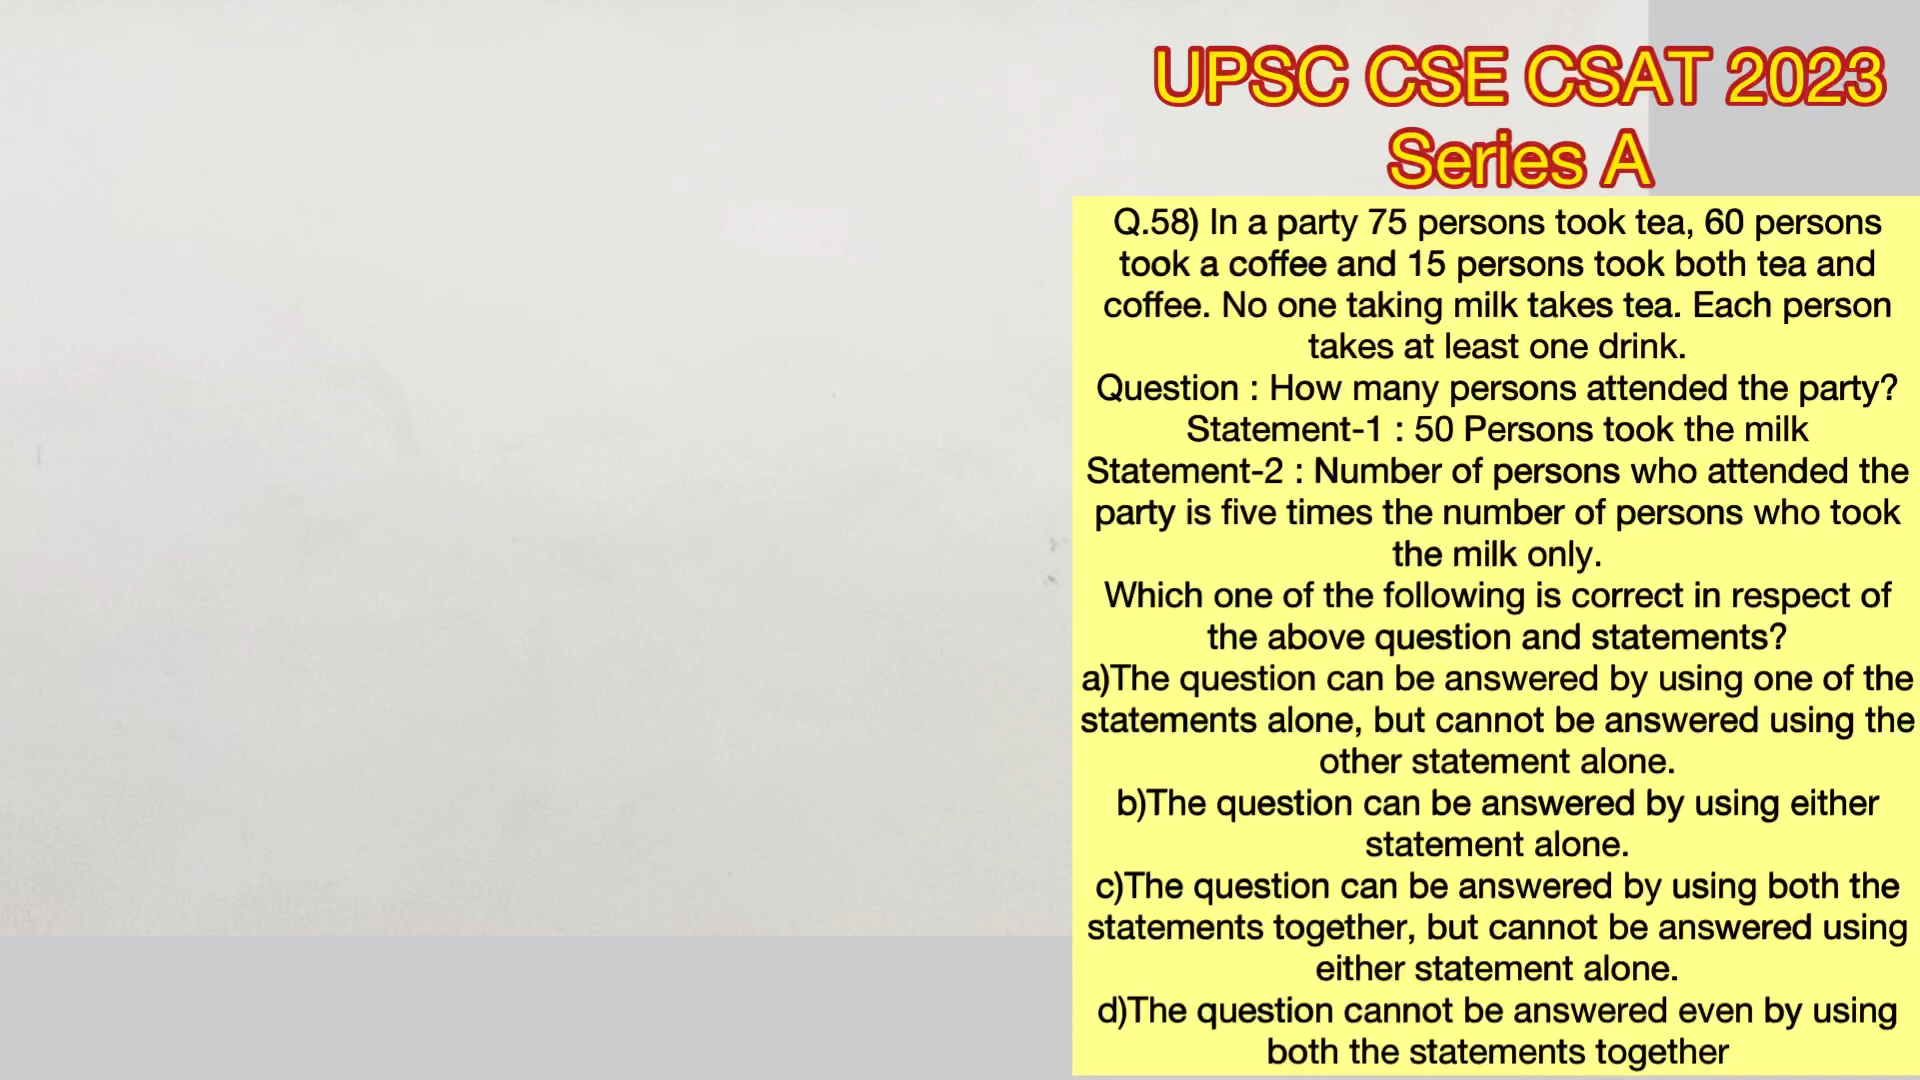 UPSC CSE CSAT 2023
Series A
Q.58) In a party 75 persons took tea, 60 persons
took a coffee and 15 persons took both tea and
coffee. No one taking milk takes tea. Each person
takes at least one drink.
Question : How many persons attended the party?
Statement-1 : 50 Persons took the milk
Statement-2 : Number of persons who attended the
party is five times the number of persons who took
the milk only.
Which one of the following is correct in respect of
the above question and statements?
a)The question can be answered by using one of the
statements alone, but cannot be answered using the
other statement alone.
b)The question can be answered by using either
statement alone.
c)The question can be answered by using both the
statements together, but cannot be answered using
either statement alone.
d)The question cannot be answered even by using
both the statements together